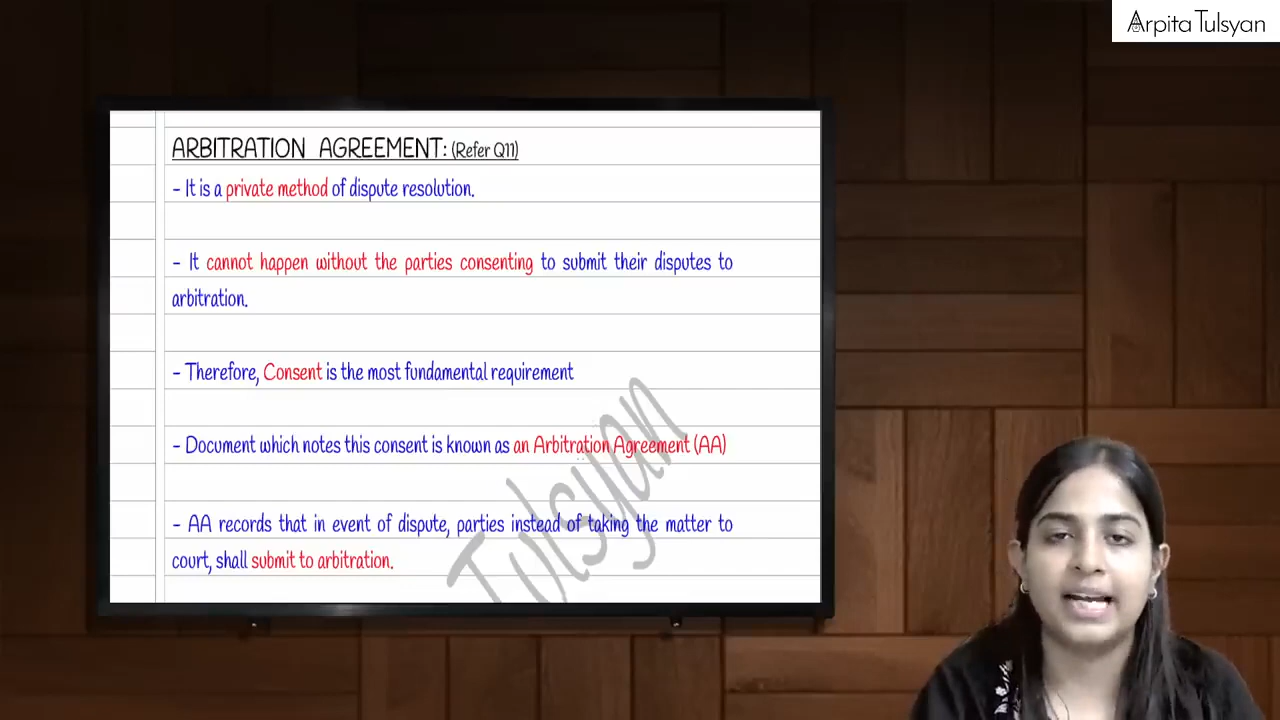 Arpita Tulsyan
ARBITRATION AGREEMENT: (Refer Q11)
- It is a private method of dispute resolution.
- It cannot happen without the parties consenting to submit their disputes to
arbitration.
- Therefore, Consent is the most fundamental requirement
- Document which notes this consent is known as an Arbitration Agreement (AA)
- AA records that in event of dispute, parties instead of taking the matter to
court, shall submit to arbitration.
Tulsyan